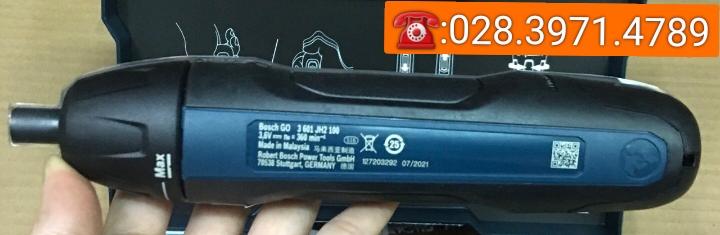 ☎:028.3971.4789
Bosch GO 3 601 JH2 100
3,6V⎓ n₀ = 360 min⁻¹
Made in Malaysia 马来西亚制造
Robert Bosch Power Tools GmbH
70538 Stuttgart, GERMANY 德国
25
127203292 07/2021
Max